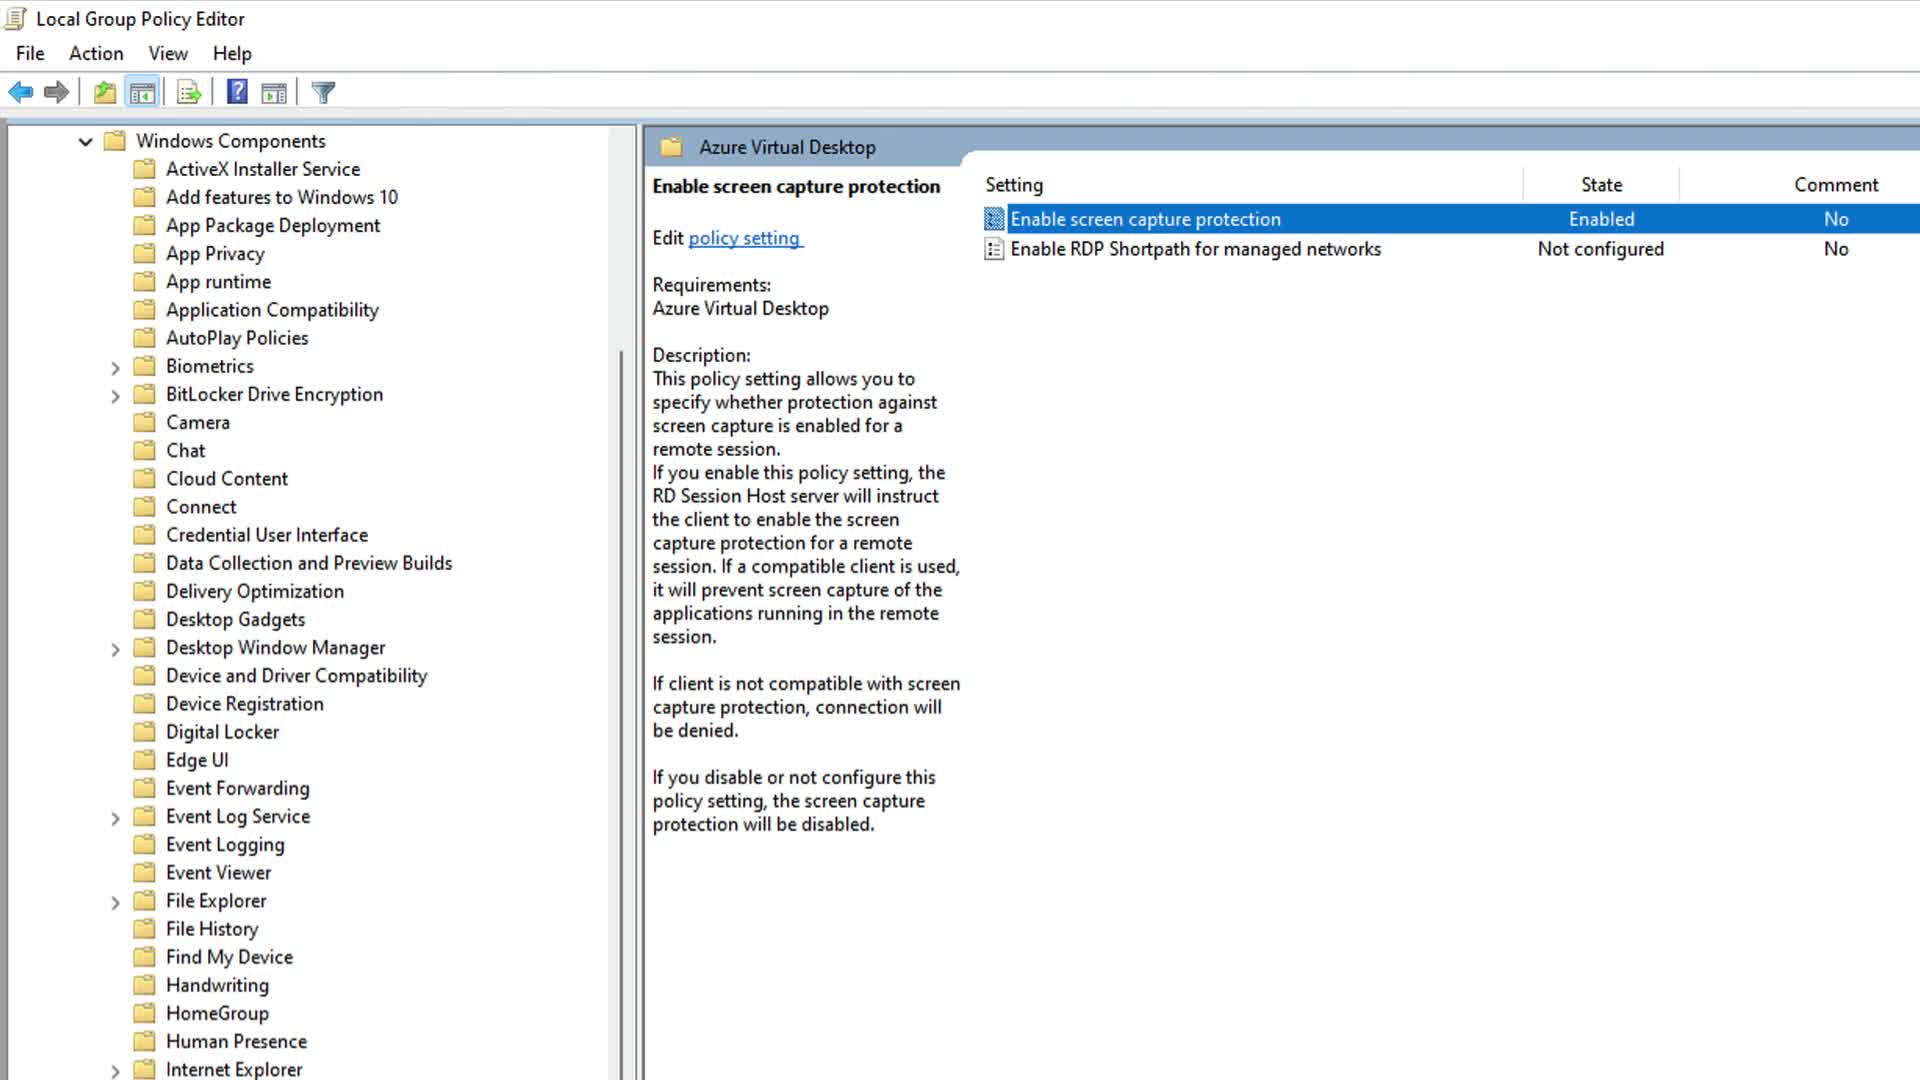 Local Group Policy Editor
File Action View Help
Windows Components
ActiveX Installer Service
Add features to Windows 10
App Package Deployment
App Privacy
App runtime
Application Compatibility
AutoPlay Policies
Biometrics
BitLocker Drive Encryption
Camera
Chat
Cloud Content
Connect
Credential User Interface
Data Collection and Preview Builds
Delivery Optimization
Desktop Gadgets
Desktop Window Manager
Device and Driver Compatibility
Device Registration
Digital Locker
Edge UI
Event Forwarding
Event Log Service
Event Logging
Event Viewer
File Explorer
File History
Find My Device
Handwriting
HomeGroup
Human Presence
Internet Explorer
Azure Virtual Desktop
Enable screen capture protection
Edit policy setting
Requirements:
Azure Virtual Desktop
Description:
This policy setting allows you to
specify whether protection against
screen capture is enabled for a
remote session.
If you enable this policy setting, the
RD Session Host server will instruct
the client to enable the screen
capture protection for a remote
session. If a compatible client is used,
it will prevent screen capture of the
applications running in the remote
session.
If client is not compatible with screen
capture protection, connection will
be denied.
If you disable or not configure this
policy setting, the screen capture
protection will be disabled.
Setting State Comment
Enable screen capture protection Enabled No
Enable RDP Shortpath for managed networks Not configured No